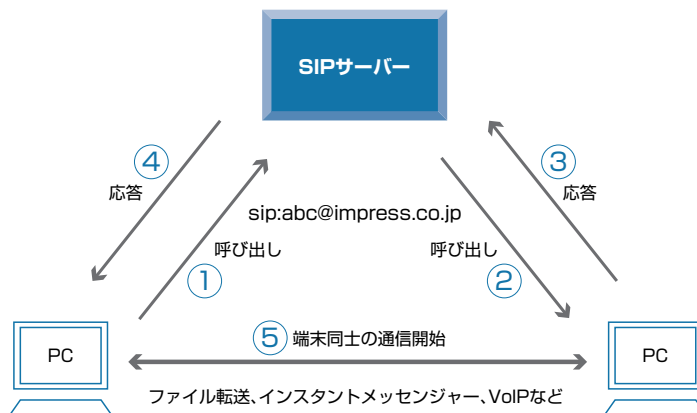 SIPサーバー
④
応答
③
応答
sip:abc@impress.co.jp
呼び出し
①
呼び出し
②
PC
⑤ 端末同士の通信開始
PC
ファイル転送、インスタントメッセンジャー、VoIPなど